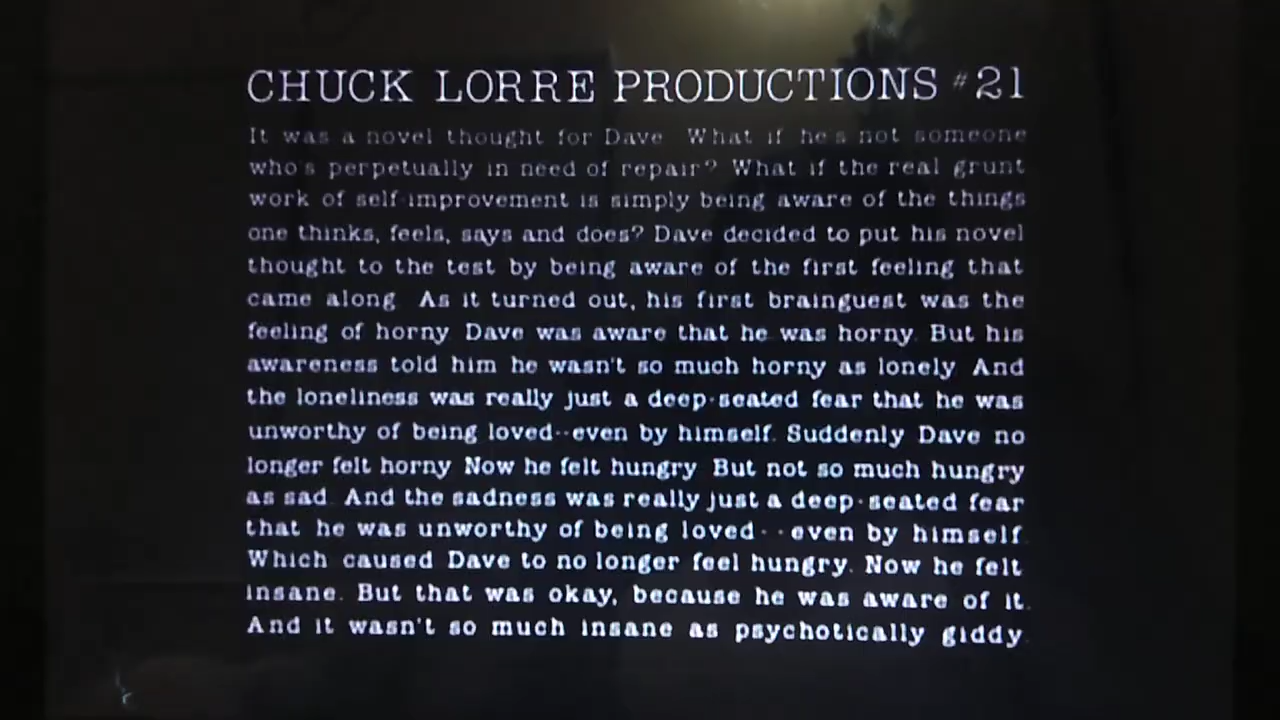 CHUCK LORRE PRODUCTIONS #21
It was a novel thought for Dave. What if he's not someone
who's perpetually in need of repair? What if the real grunt
work of self-improvement is simply being aware of the things
one thinks, feels, says and does? Dave decided to put his novel
thought to the test by being aware of the first feeling that
came along. As it turned out, his first brainguest was the
feeling of horny. Dave was aware that he was horny. But his
awareness told him he wasn't so much horny as lonely. And
the loneliness was really just a deep-seated fear that he was
unworthy of being loved--even by himself. Suddenly Dave no
longer felt horny. Now he felt hungry. But not so much hungry
as sad. And the sadness was really just a deep-seated fear
that he was unworthy of being loved--even by himself.
Which caused Dave to no longer feel hungry. Now he felt
insane. But that was okay, because he was aware of it.
And it wasn't so much insane as psychotically giddy.